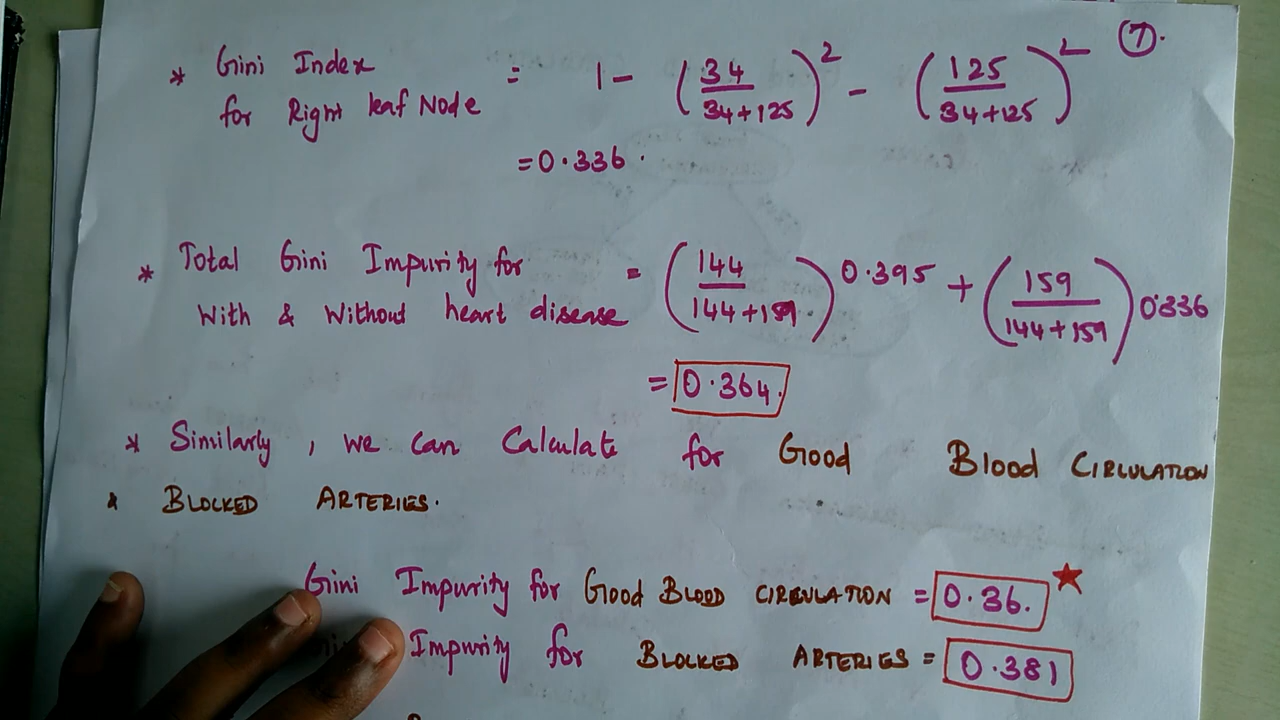 7.
* Gini Index for Right leaf Node = 1 - (34/34+125)² - (125/34+125)²
= 0.336.
* Total Gini Impurity for With & Without heart disease = (144/144+159) 0.395 + (159/144+159) 0.336
= 0.364.
* Similarly, we can Calculate for Good Blood CIRCULATION
& BLOCKED ARTERIES.
Gini Impurity for Good BLOOD CIRCULATION = 0.36.
Impurity for BLOCKED ARTERIES = 0.381